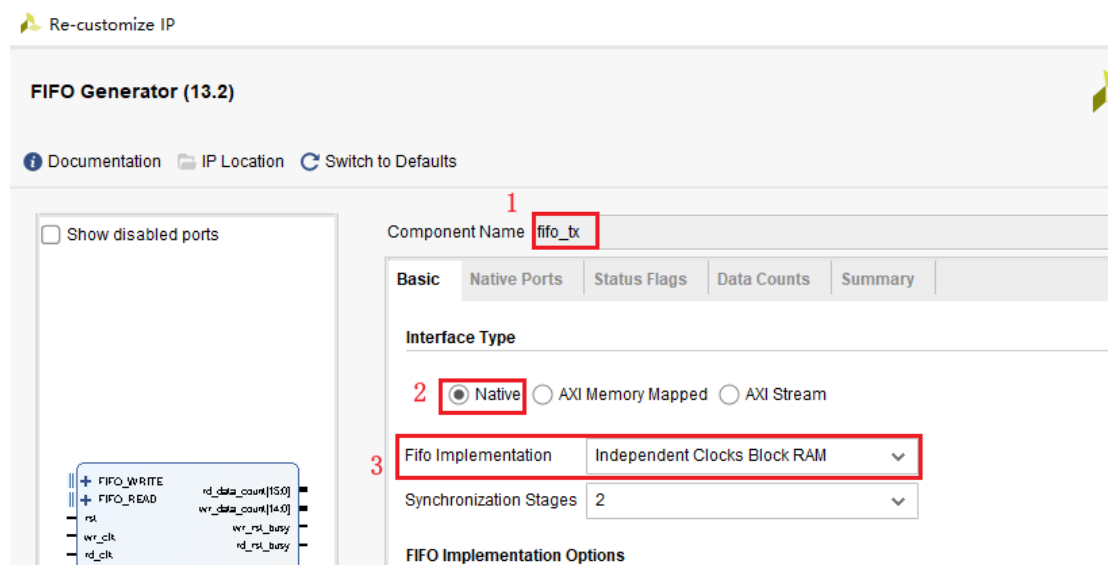 Re-customize IP
FIFO Generator (13.2)
Documentation IP Location Switch to Defaults
1
Show disabled ports
Component Name fifo_tx
Basic Native Ports Status Flags Data Counts Summary
Interface Type
2 Native AXI Memory Mapped AXI Stream
3 Fifo Implementation Independent Clocks Block RAM
Synchronization Stages 2
FIFO Implementation Options
FIFO_WRITE
FIFO_READ
rst
wr_clk
rd_clk
rd_data_count[15:0]
wr_data_count[14:0]
wr_rst_busy
rd_rst_busy